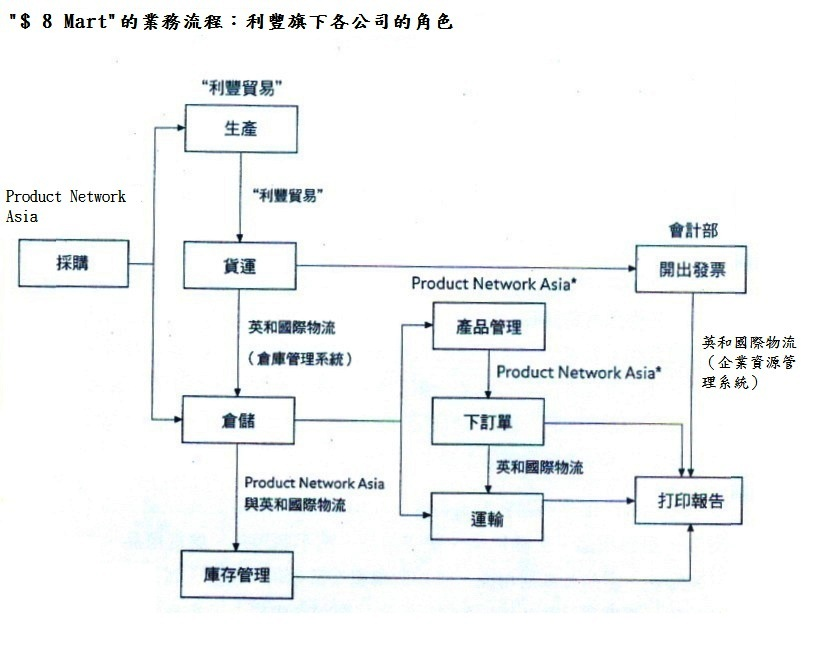 "$ 8 Mart"的業務流程：利豐旗下各公司的角色
“利豐貿易”
生產
“利豐貿易”
Product Network
Asia
採購
貨運
會計部
開出發票
Product Network Asia*
英和國際物流
（倉庫管理系統）
產品管理
英和國際物流
（企業資源管
理系統）
Product Network Asia*
倉儲
下訂單
英和國際物流
Product Network Asia
與英和國際物流
運輸
打印報告
庫存管理